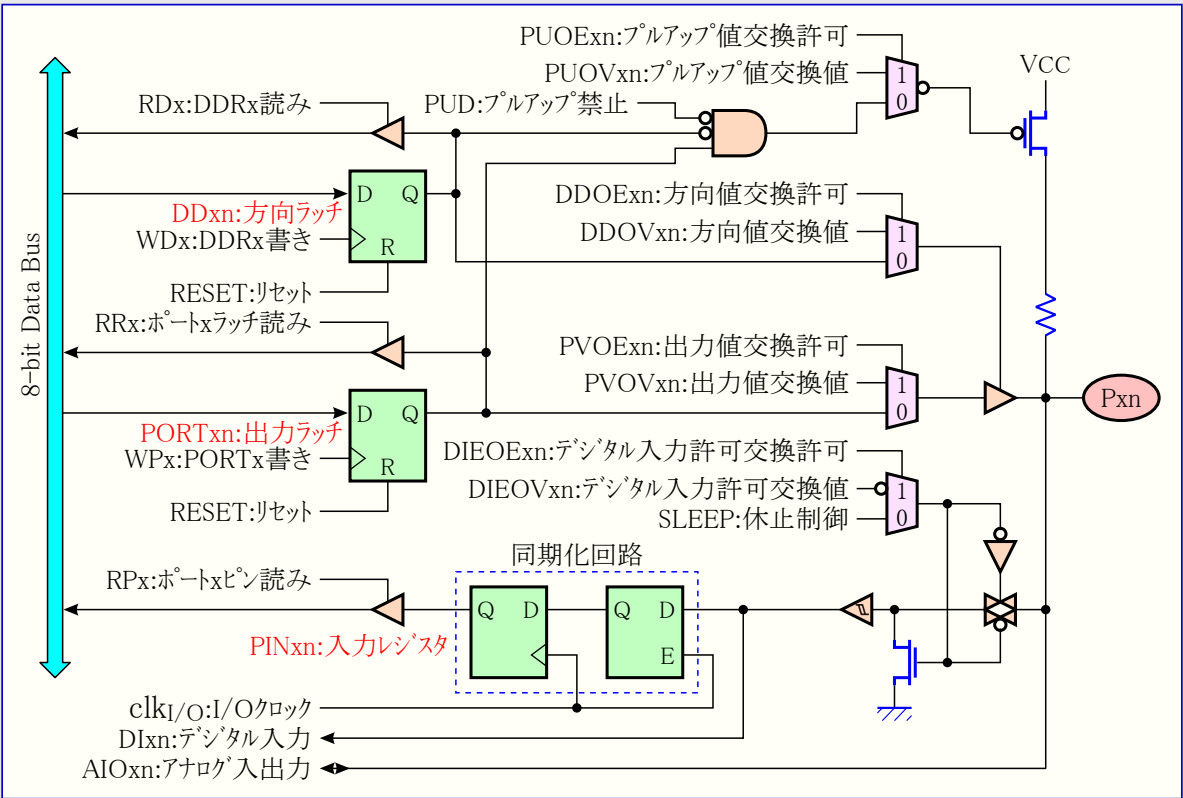 PUOExn:プルアップ値交換許可
PUOVxn:プルアップ値交換値
1
0
VCC
RDx:DDRx読み
PUD:プルアップ禁止
D Q
R
DDxn:方向ラッチ
WDx:DDRx書き
RESET:リセット
DDOExn:方向値交換許可
DDOVxn:方向値交換値
1
0
8-bit Data Bus
RRx:ポートxラッチ読み
PVOExn:出力値交換許可
PVOVxn:出力値交換値
1
0
Pxn
D Q
R
PORTxn:出力ラッチ
WPx:PORTx書き
RESET:リセット
DIEOExn:デジタル入力許可交換許可
DIEOVxn:デジタル入力許可交換値
SLEEP:休止制御
1
0
同期化回路
RPx:ポートxピン読み
Q D
Q D
E
PINxn:入力レジスタ
clkI/O:I/Oクロック
DIxn:デジタル入力
AIOxn:アナログ入出力